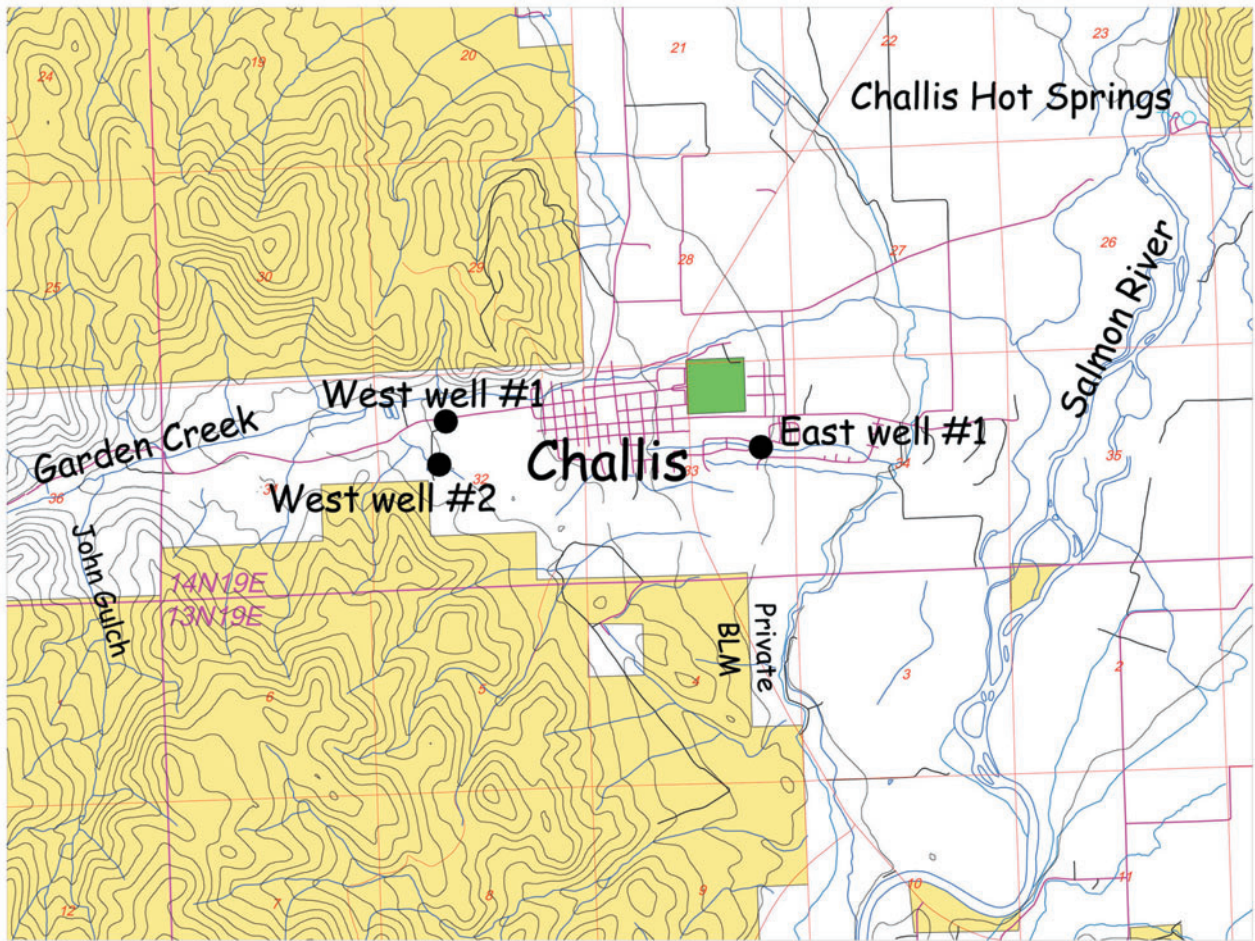 24
19
20
21
22
23
Challis Hot Springs
25
30
29
28
27
26
Salmon River
West well #1
Garden Creek
East well #1
Challis
36
31
West well #2
32
33
34
35
John Gulch
14N19E
13N19E
Private
BLM
1
6
5
4
3
2
12
7
8
9
10
11